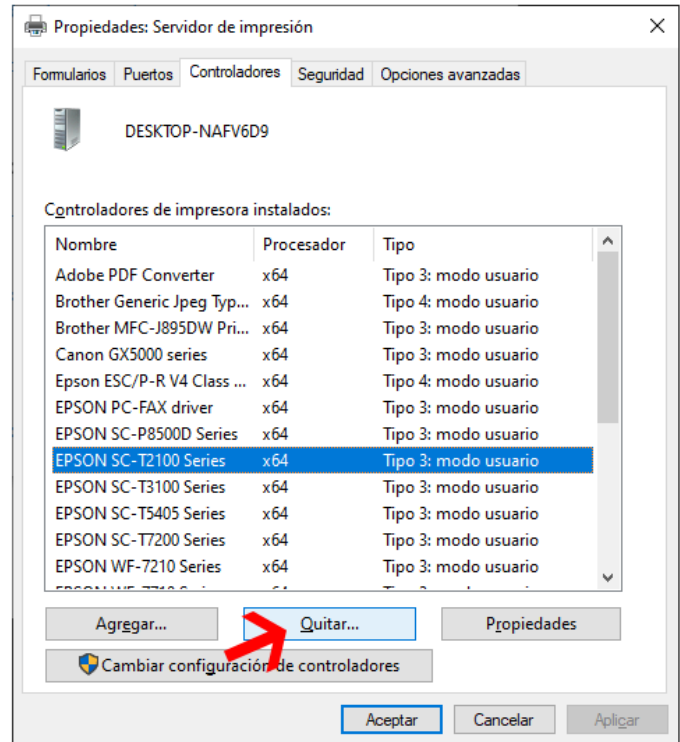 Propiedades: Servidor de impresión
Formularios Puertos Controladores Seguridad Opciones avanzadas
DESKTOP-NAFV6D9
Controladores de impresora instalados:
Nombre Procesador Tipo
Adobe PDF Converter x64 Tipo 3: modo usuario
Brother Generic Jpeg Typ... x64 Tipo 4: modo usuario
Brother MFC-J895DW Pri... x64 Tipo 3: modo usuario
Canon GX5000 series x64 Tipo 3: modo usuario
Epson ESC/P-R V4 Class ... x64 Tipo 4: modo usuario
EPSON PC-FAX driver x64 Tipo 3: modo usuario
EPSON SC-P8500D Series x64 Tipo 3: modo usuario
EPSON SC-T2100 Series x64 Tipo 3: modo usuario
EPSON SC-T3100 Series x64 Tipo 3: modo usuario
EPSON SC-T5405 Series x64 Tipo 3: modo usuario
EPSON SC-T7200 Series x64 Tipo 3: modo usuario
EPSON WF-7210 Series x64 Tipo 3: modo usuario
Agregar... Quitar... Propiedades
Cambiar configuración de controladores
Aceptar Cancelar Aplicar